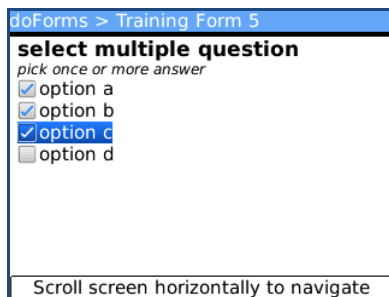 doForms > Training Form 5
select multiple question
pick once or more answer
option a
option b
option c
option d
Scroll screen horizontally to navigate